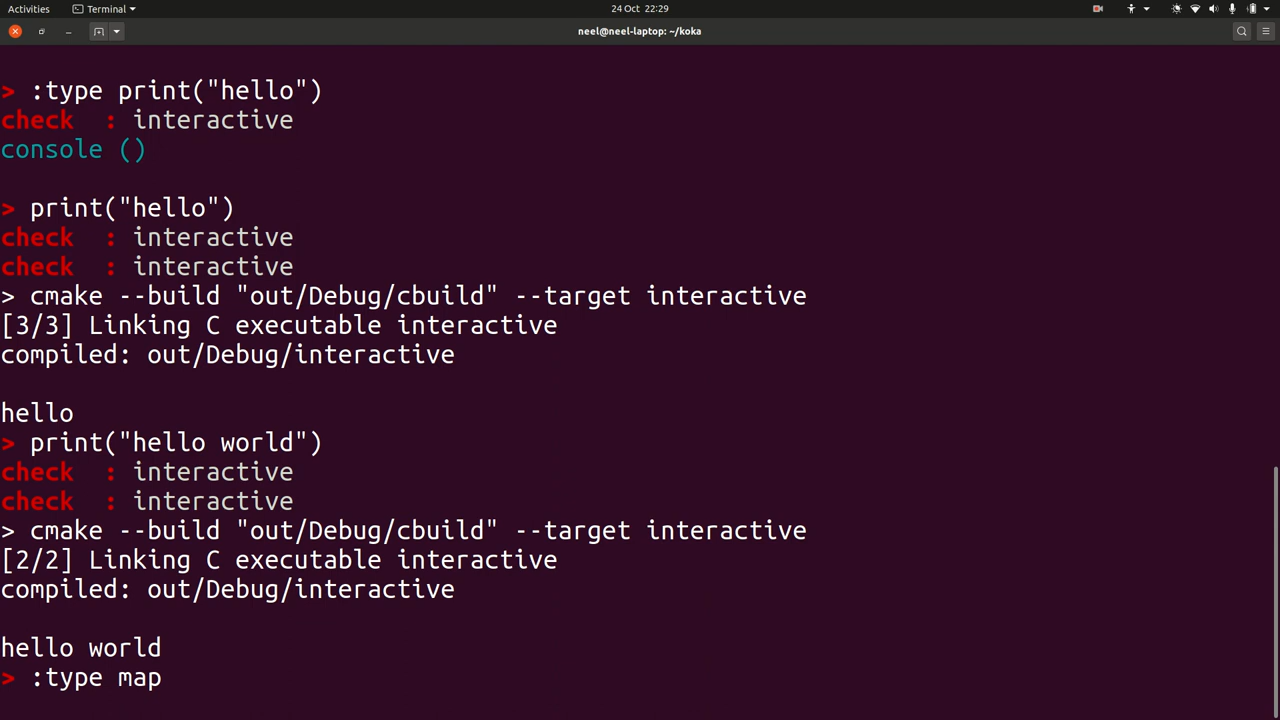 Activities Terminal 24 Oct 22:29
neel@neel-laptop: ~/koka
> :type print("hello")
check : interactive
console ()
> print("hello")
check : interactive
check : interactive
> cmake --build "out/Debug/cbuild" --target interactive
[3/3] Linking C executable interactive
compiled: out/Debug/interactive
hello
> print("hello world")
check : interactive
check : interactive
> cmake --build "out/Debug/cbuild" --target interactive
[2/2] Linking C executable interactive
compiled: out/Debug/interactive
hello world
> :type map